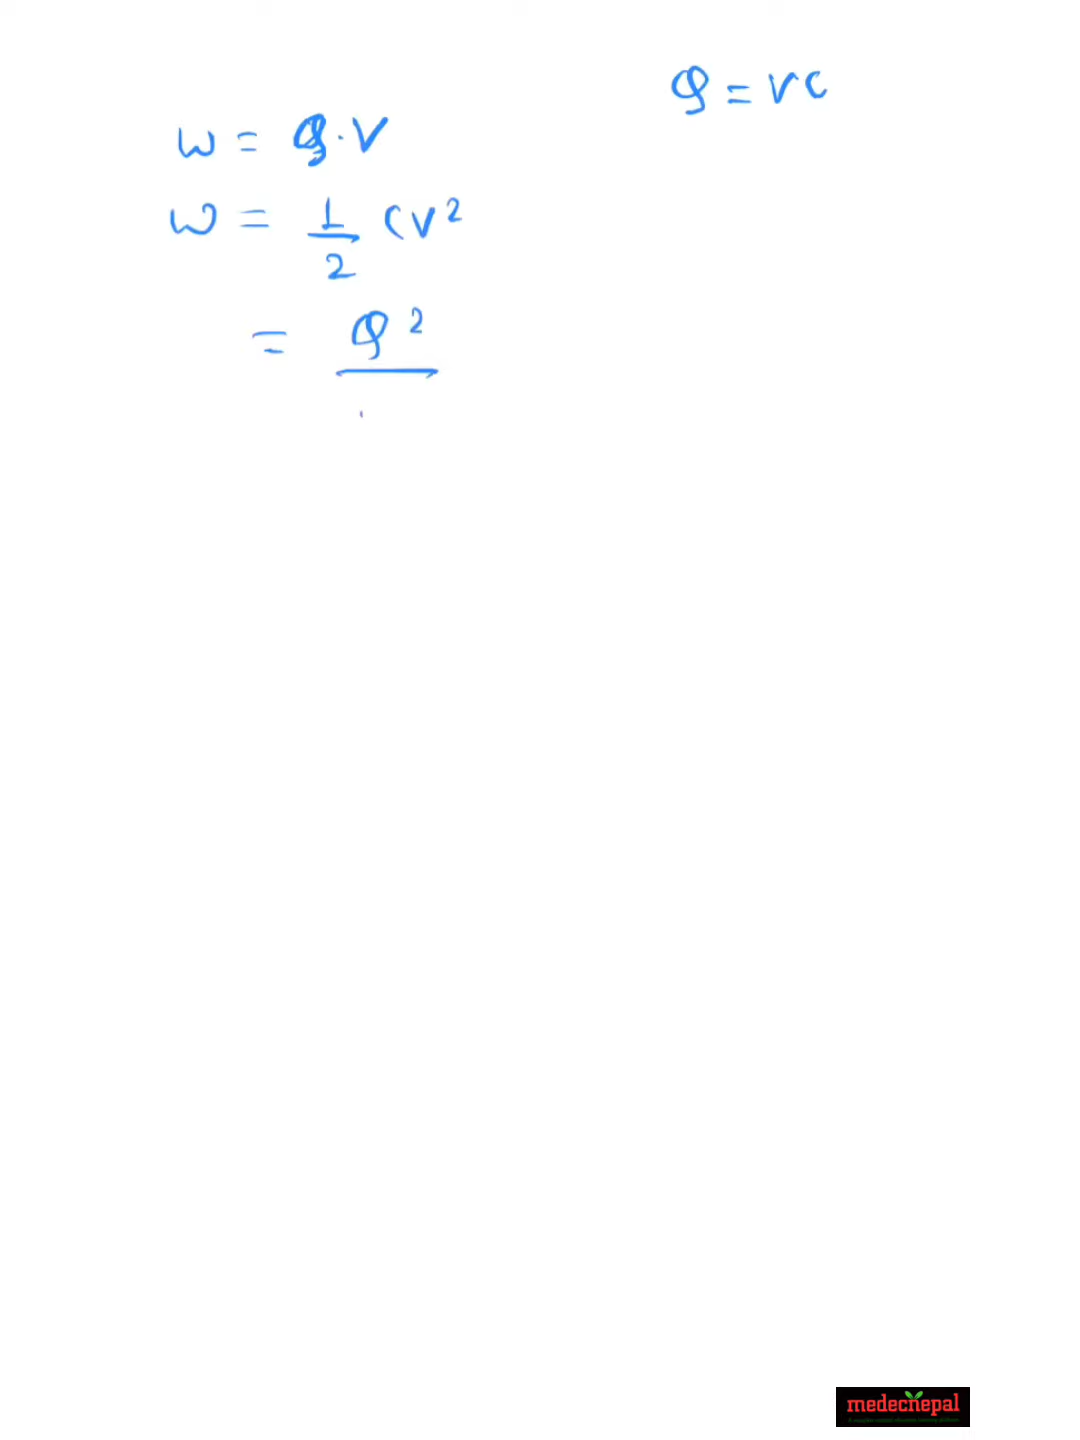 Q = VC
W = Q · V
W = 1/2 CV²
= Q²
medecnepal